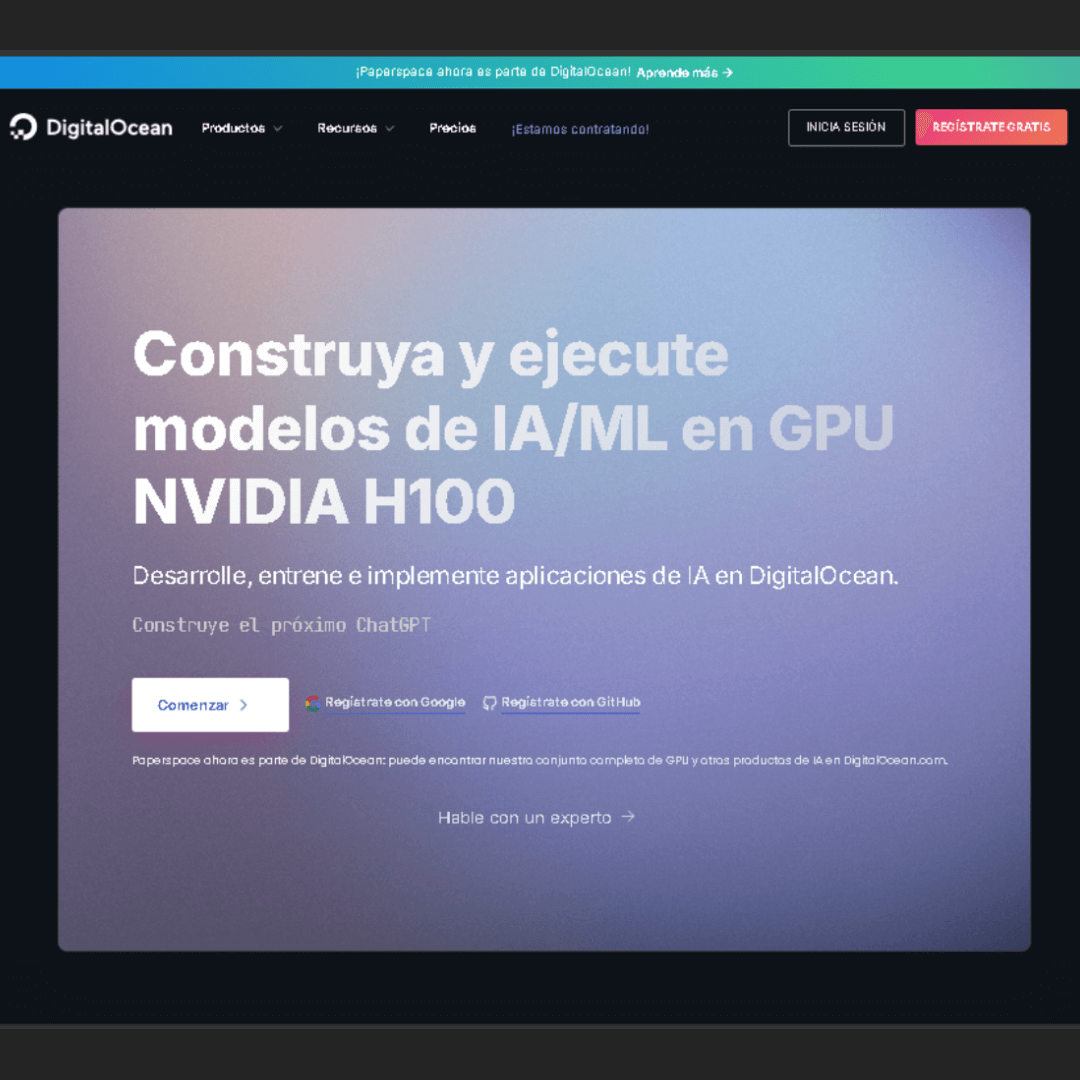 ¡Paperspace ahora es parte de DigitalOcean! Aprende más →
DigitalOcean Productos Recursos Precios ¡Estamos contratando! INICIA SESIÓN REGÍSTRATE GRATIS
Construya y ejecute
modelos de IA/ML en GPU
NVIDIA H100
Desarrolle, entrene e implemente aplicaciones de IA en DigitalOcean.
Construye el próximo ChatGPT
Comenzar Regístrate con Google Regístrate con GitHub
Paperspace ahora es parte de DigitalOcean: puede encontrar nuestro conjunto completo de GPU y otros productos de IA en DigitalOcean.com.
Hable con un experto →